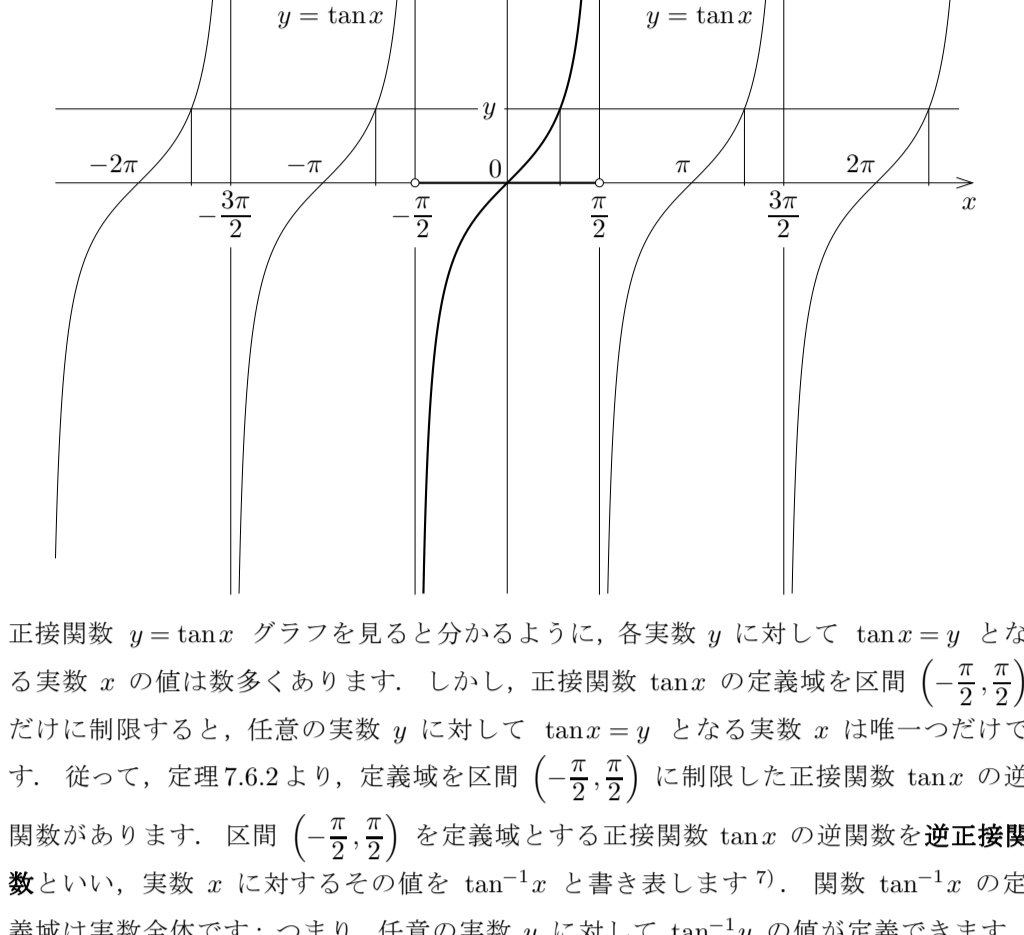 y = tan x
y = tan x
y
−2π
−π
0
π
2π
−3π/2
−π/2
π/2
3π/2
x
正接関数 y = tan x グラフを見ると分かるように, 各実数 y に対して tan x = y とな
る実数 x の値は数多くあります. しかし, 正接関数 tan x の定義域を区間 (−π/2, π/2)
だけに制限すると, 任意の実数 y に対して tan x = y となる実数 x は唯一つだけで
す. 従って, 定理 7.6.2 より, 定義域を区間 (−π/2, π/2) に制限した正接関数 tan x の逆
関数があります. 区間 (−π/2, π/2) を定義域とする正接関数 tan x の逆関数を逆正接関
数といい, 実数 x に対するその値を tan⁻¹ x と書き表します ⁷⁾. 関数 tan⁻¹ x の定
義域は実数全体です; つまり, 任意の実数 y に対して tan⁻¹ y の値が定義できます.